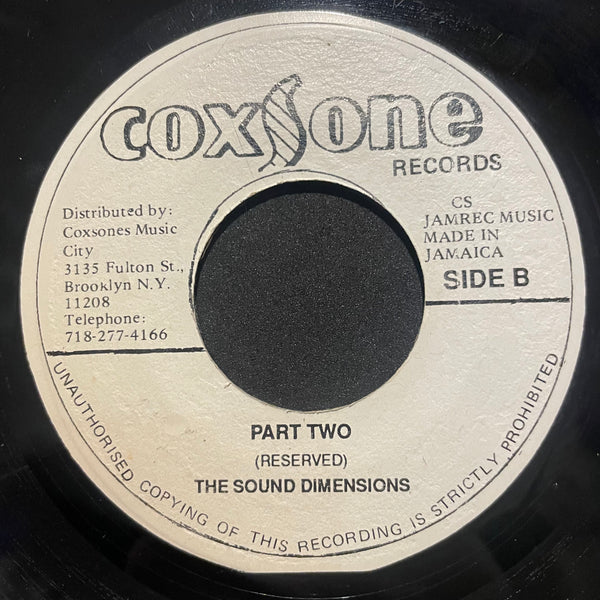 coxsone
RECORDS
Distributed by:
Coxsones Music
City
3135 Fulton St.,
Brooklyn N.Y.
11208
Telephone:
718-277-4166
CS
JAMREC MUSIC
MADE IN
JAMAICA
SIDE B
PART TWO
(RESERVED)
THE SOUND DIMENSIONS
UNAUTHORISED COPYING OF THIS RECORDING IS STRICTLY PROHIBITED